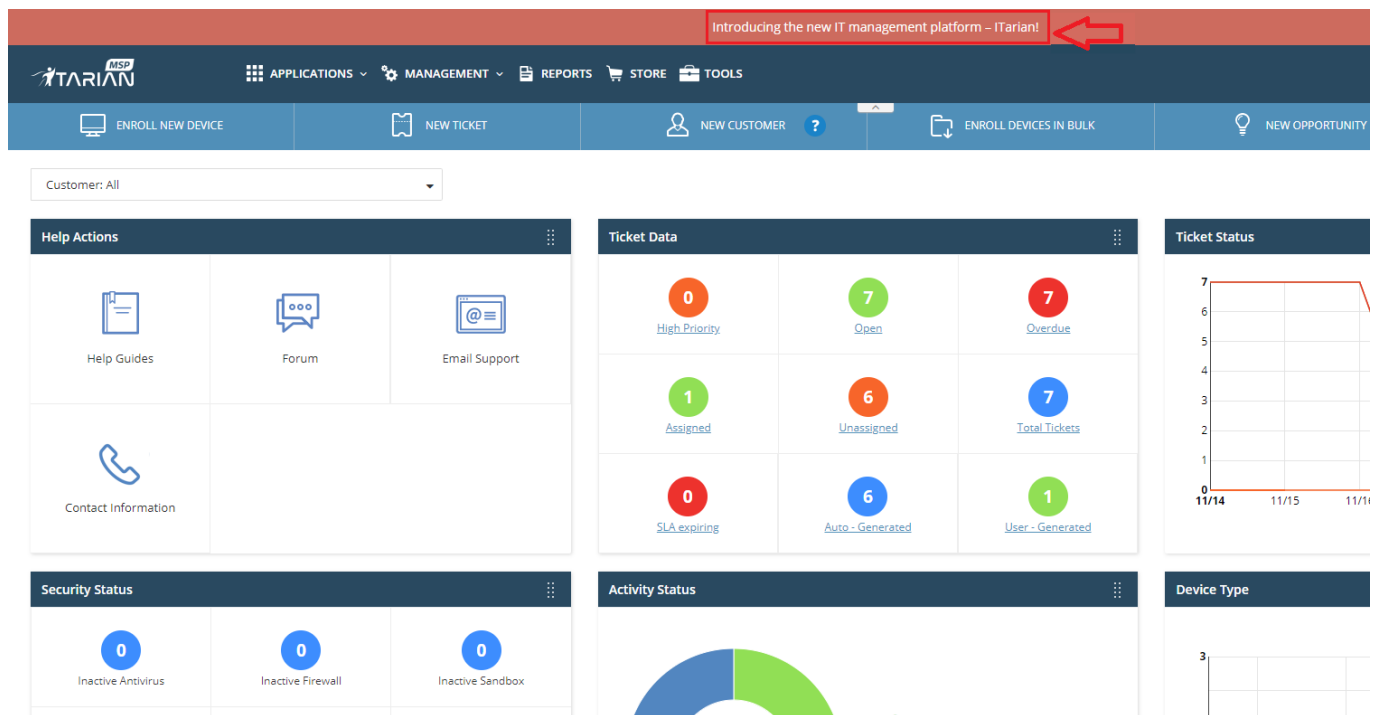 Introducing the new IT management platform – ITarian!
ITARIAN MSP
APPLICATIONS MANAGEMENT REPORTS STORE TOOLS
ENROLL NEW DEVICE NEW TICKET NEW CUSTOMER ? ENROLL DEVICES IN BULK NEW OPPORTUNITY
Customer: All
Help Actions
Help Guides Forum Email Support
Contact Information
Ticket Data
0 7 7
High Priority Open Overdue
1 6 7
Assigned Unassigned Total Tickets
0 6 1
SLA expiring Auto - Generated User - Generated
Ticket Status
7
6
5
4
3
2
1
0
11/14 11/15
Security Status
0 0 0
Inactive Antivirus Inactive Firewall Inactive Sandbox
Activity Status
Device Type
3